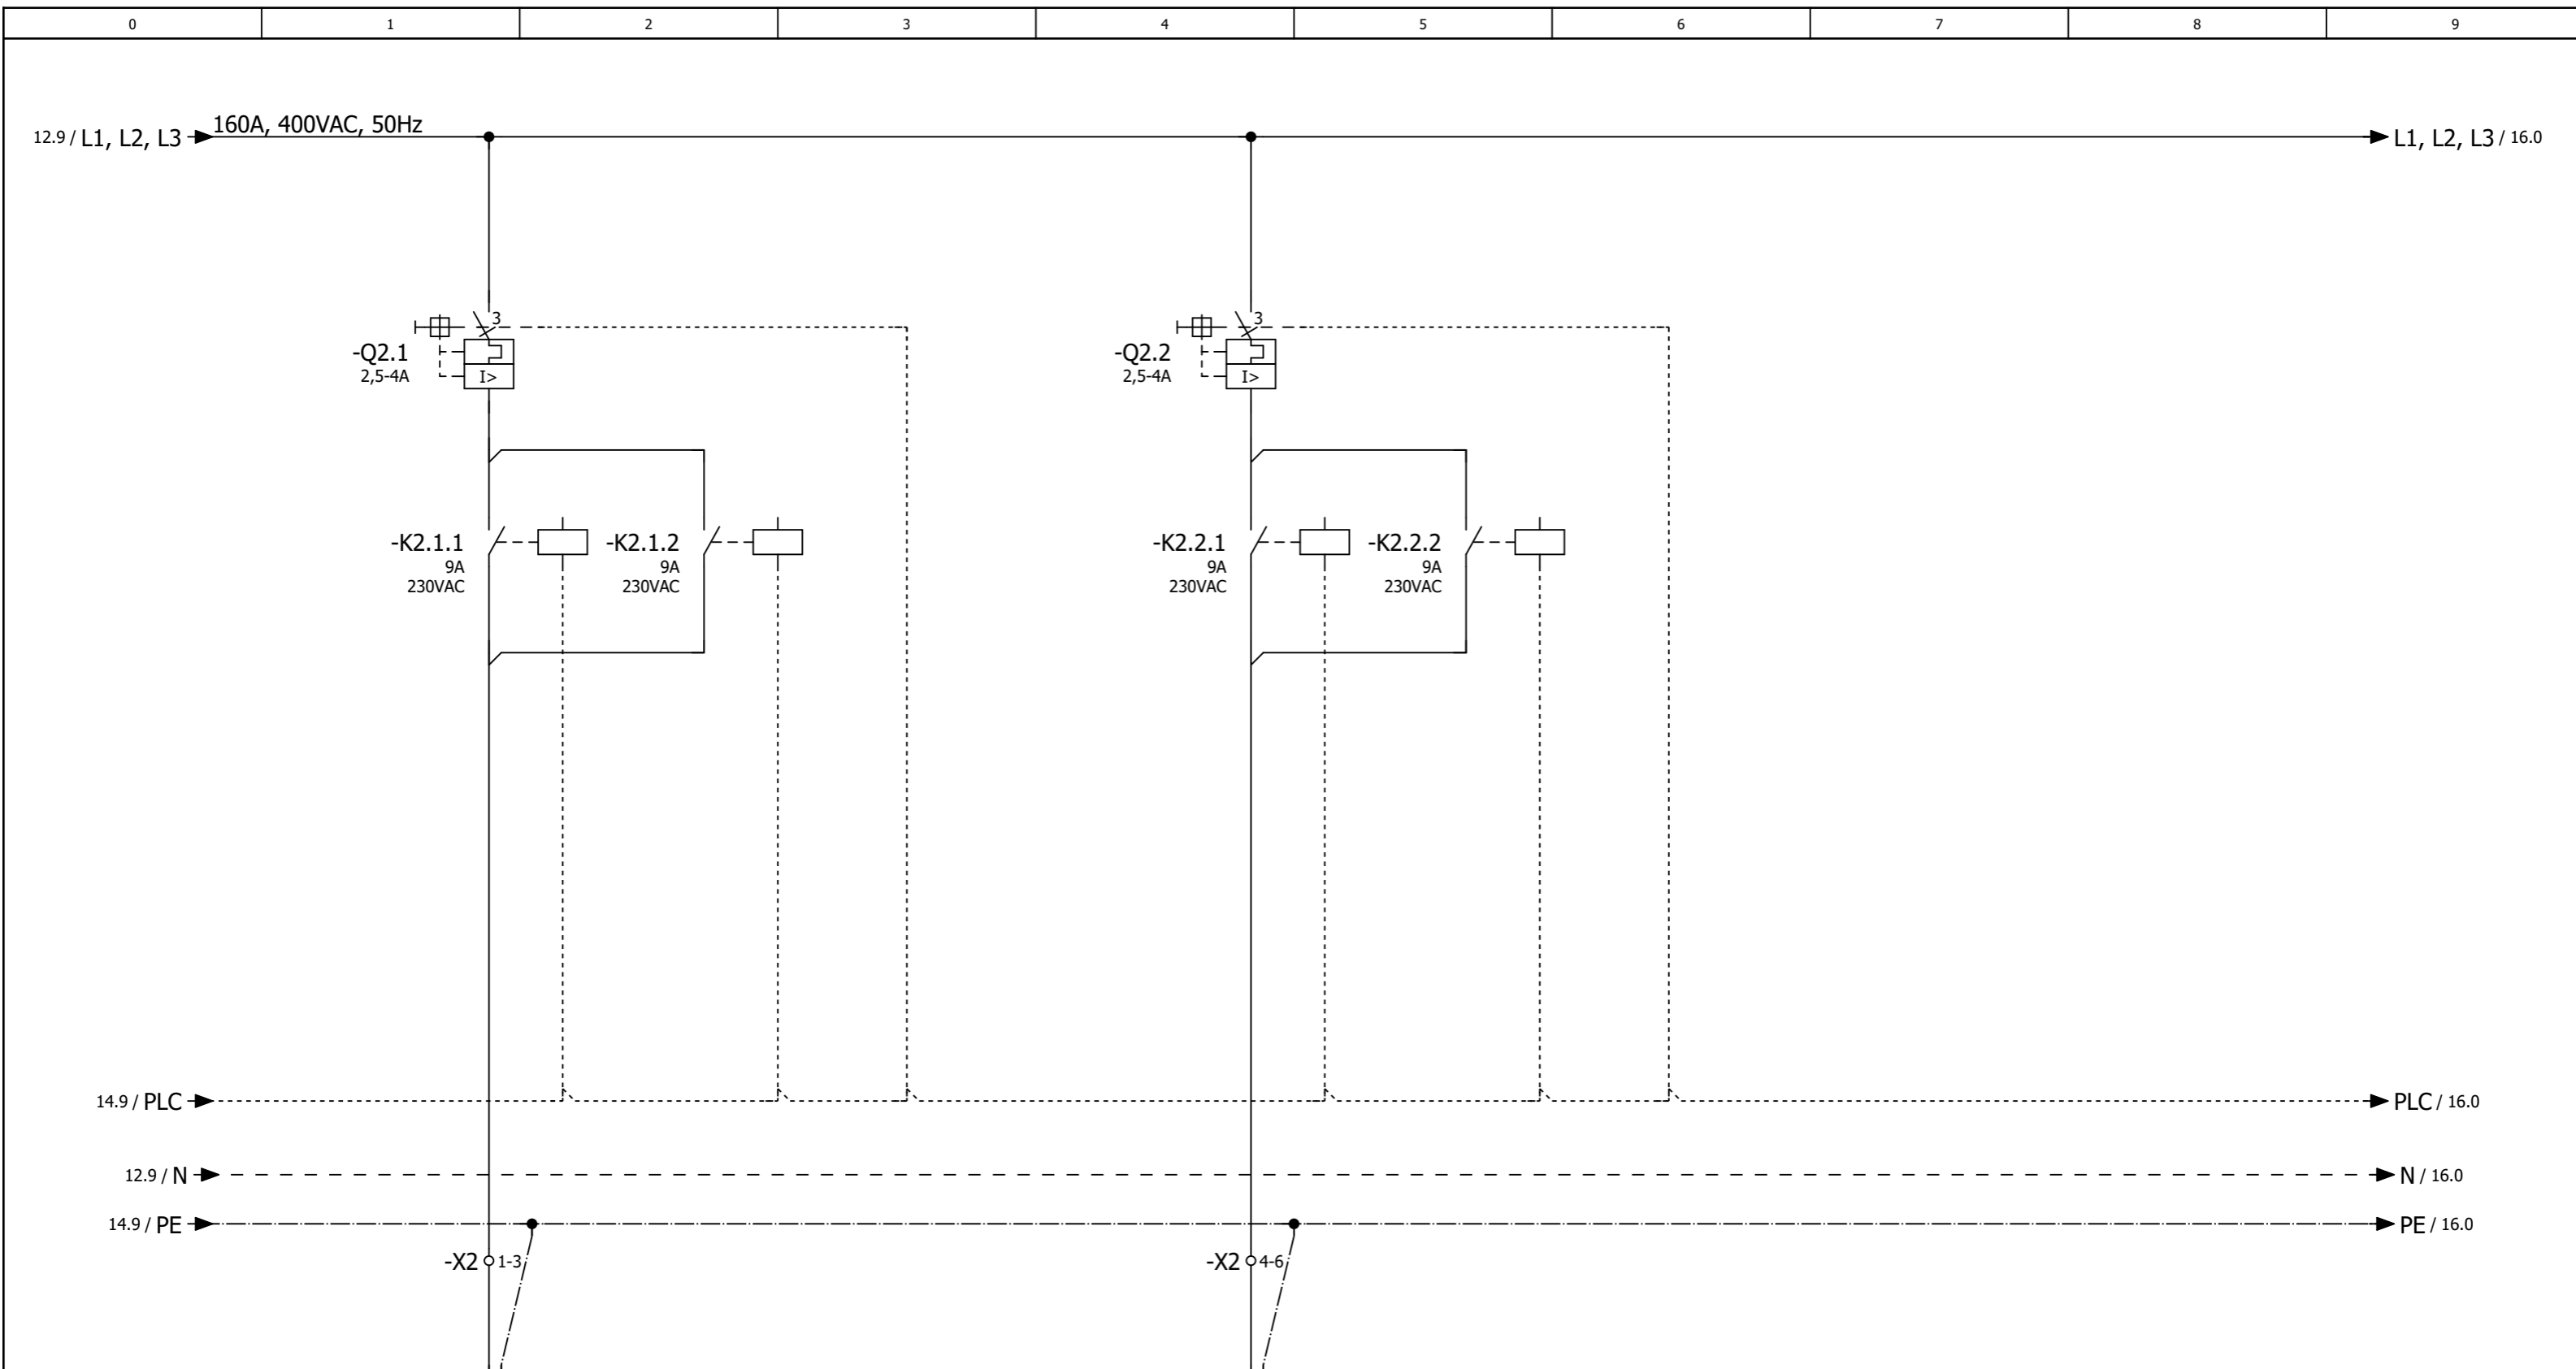 0 1 2 3 4 5 6 7 8 9
160A, 400VAC, 50Hz
12.9 / L1, L2, L3
L1, L2, L3 / 16.0
3
-Q2.1
2,5-4A
I>
3
-Q2.2
2,5-4A
I>
-K2.1.1
9A
230VAC
-K2.1.2
9A
230VAC
-K2.2.1
9A
230VAC
-K2.2.2
9A
230VAC
14.9 / PLC
PLC / 16.0
12.9 / N
N / 16.0
14.9 / PE
PE / 16.0
-X2 1-3
-X2 4-6